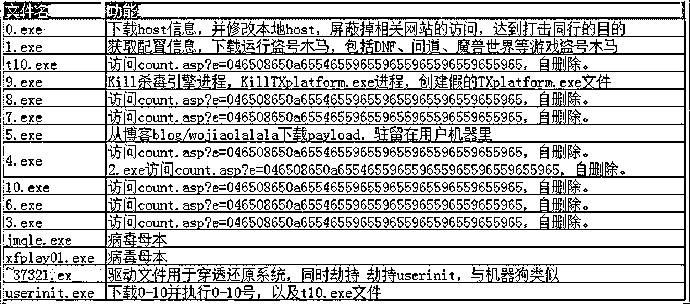 文件名 功能
0.exe 下载host信息，并修改本地host，屏蔽掉相关网站的访问，达到打击同行的目的
1.exe 获取配置信息，下载运行盗号木马，包括DNF、问道、魔兽世界等游戏盗号木马
t10.exe 访问count.asp?e=046508650a6554655965596559655965596559655965，自删除。
9.exe Kill杀毒引擎进程，KillTXplatform.exe进程，创建假的TXplatform.exe文件
8.exe 访问count.asp?e=046508650a6554655965596559655965596559655965，自删除。
7.exe 访问count.asp?e=046508650a6554655965596559655965596559655965，自删除。
5.exe 从博客blog/wojiaolalala下载payload，驻留在用户机器里
4.exe 访问count.asp?e=046508650a6554655965596559655965596559655965，自删除。
2.exe访问count.asp?e=046508650a6554655965596559655965596559655965，自删除。
10.exe 访问count.asp?e=046508650a6554655965596559655965596559655965，自删除。
6.exe 访问count.asp?e=046508650a6554655965596559655965596559655965，自删除。
3.exe 访问count.asp?e=046508650a6554655965596559655965596559655965，自删除。
jmqle.exe 病毒母本
xfplay01.exe 病毒母本
~37321.ex_ 驱动文件用于穿透还原系统，同时劫持 劫持userinit，与机器狗类似
userinit.exe 下载0-10并执行0-10号，以及t10.exe文件